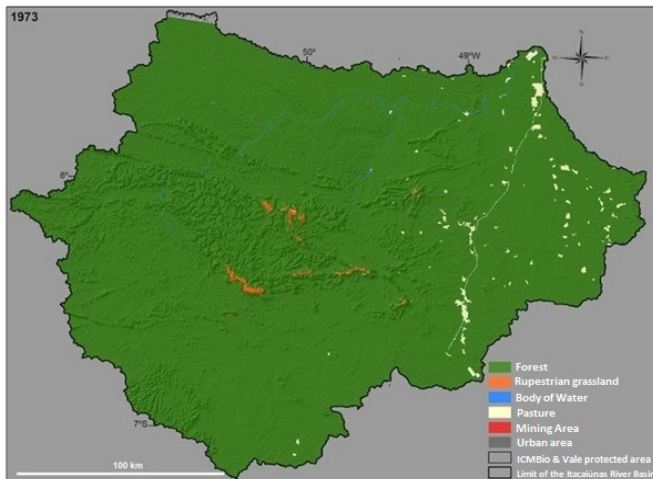 1973
50°
49°W
N
W
E
S
6°
7°S
Forest
Rupestrian grassland
Body of Water
Pasture
Mining Area
Urban area
ICMBio & Vale protected area
Limit of the Itacaiúnas River Basin
100 km